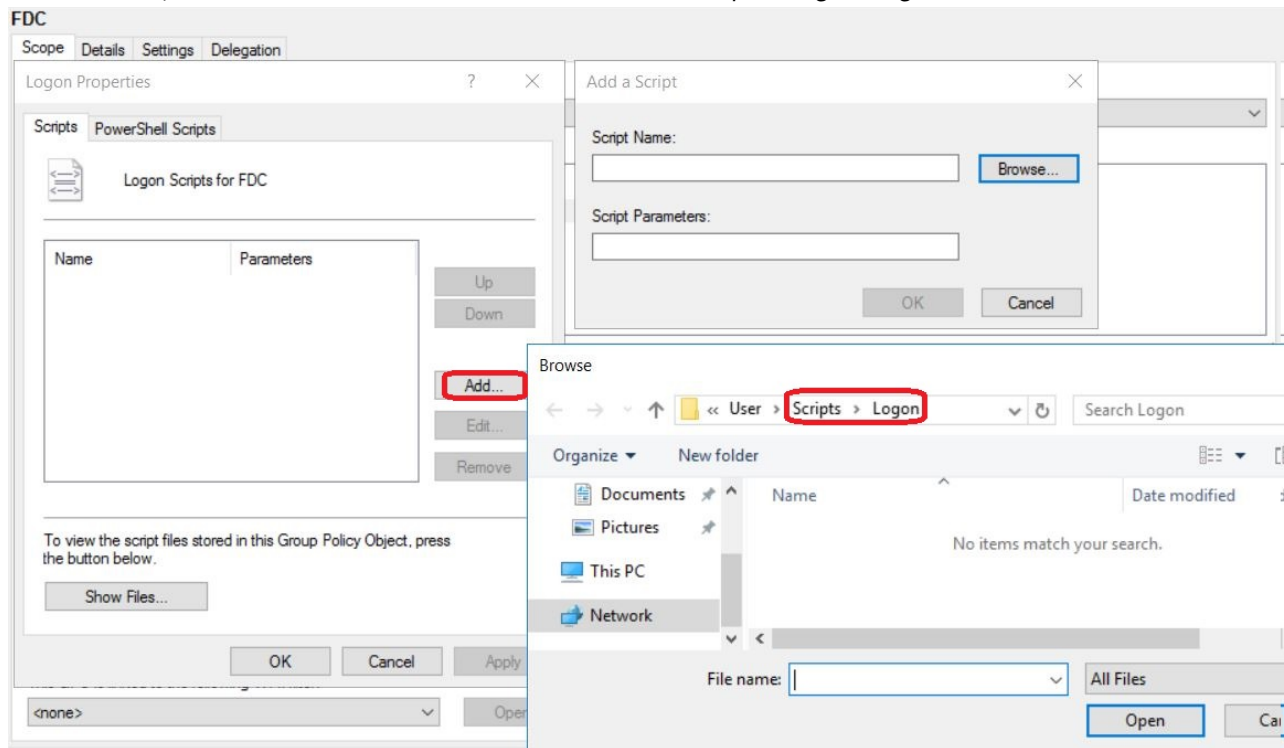 FDC
Scope Details Settings Delegation
Logon Properties ? ×
Scripts PowerShell Scripts
Logon Scripts for FDC
Name Parameters
Up
Down
Add...
Edit...
Remove
To view the script files stored in this Group Policy Object, press
the button below.
Show Files...
OK Cancel Apply
<none>
Open
Add a Script ×
Script Name:
Browse...
Script Parameters:
OK Cancel
Browse
« User › Scripts › Logon
Search Logon
Organize New folder
Documents
Pictures
This PC
Network
Name Date modified
No items match your search.
File name:
All Files
Open